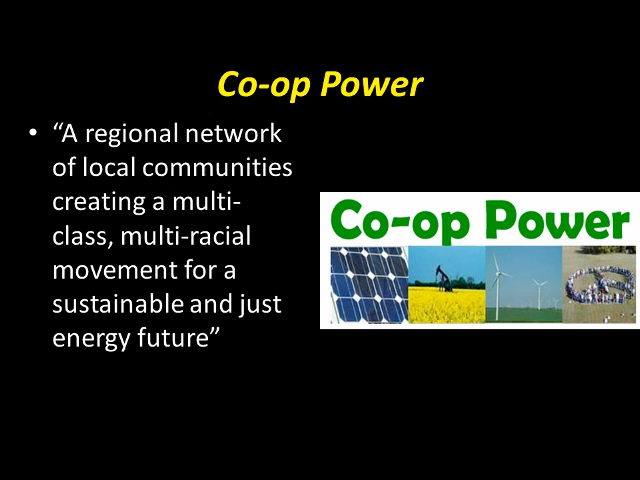 Co-op Power
• “A regional network
of local communities
creating a multi-
class, multi-racial
movement for a
sustainable and just
energy future”
Co-op Power